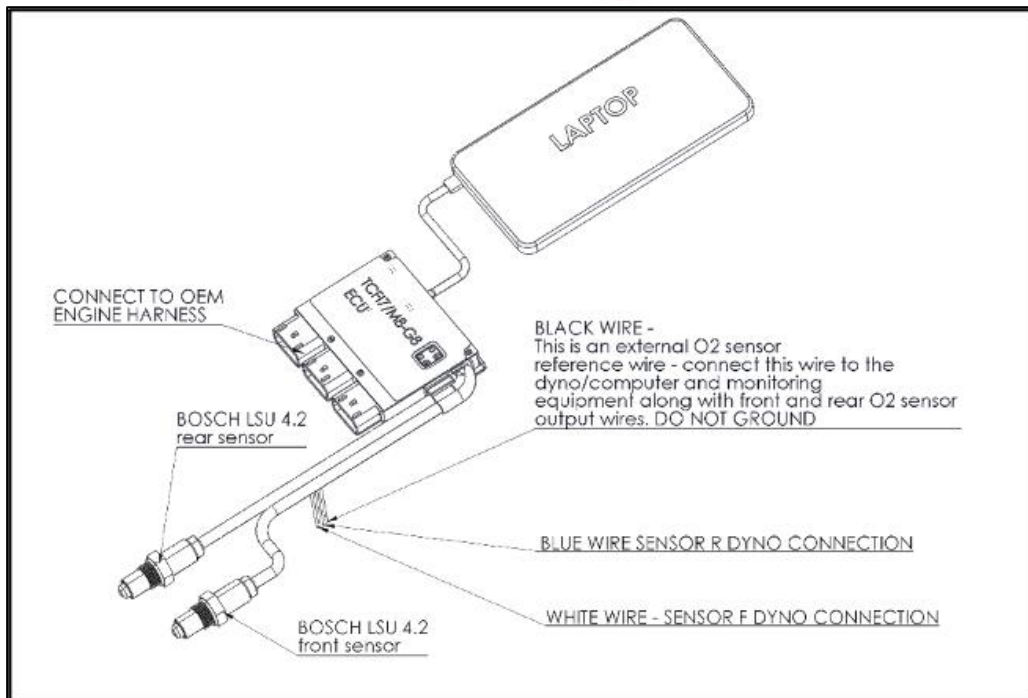 LAPTOP
TCFI7/M8-G8
ECU
CONNECT TO OEM
ENGINE HARNESS
BLACK WIRE -
This is an external O2 sensor
reference wire - connect this wire to the
dyno/computer and monitoring
equipment along with front and rear O2 sensor
output wires. DO NOT GROUND
BOSCH LSU 4.2
rear sensor
BLUE WIRE SENSOR R DYNO CONNECTION
WHITE WIRE - SENSOR F DYNO CONNECTION
BOSCH LSU 4.2
front sensor